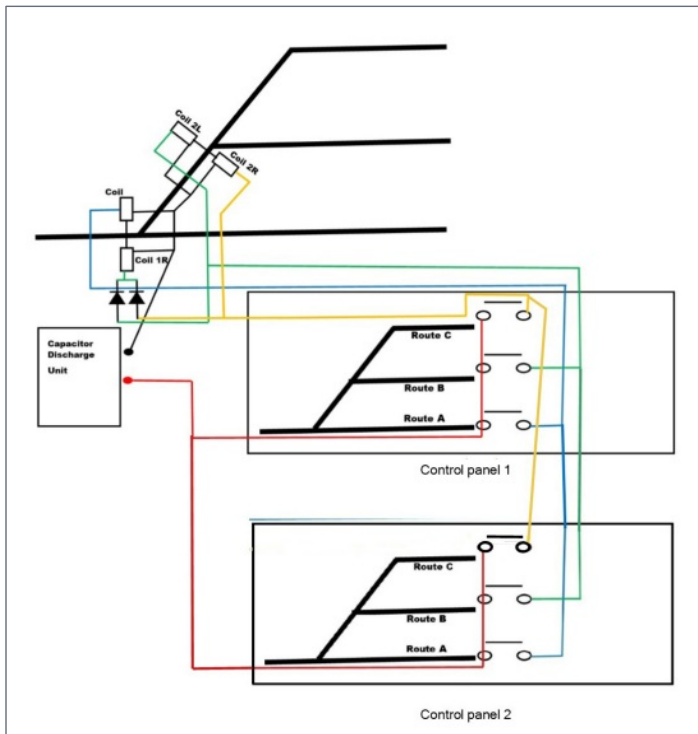 Coil 2L
Coil 2R
Coil
Coil 1R
Capacitor
Discharge
Unit
Route C
Route B
Route A
Control panel 1
Route C
Route B
Route A
Control panel 2